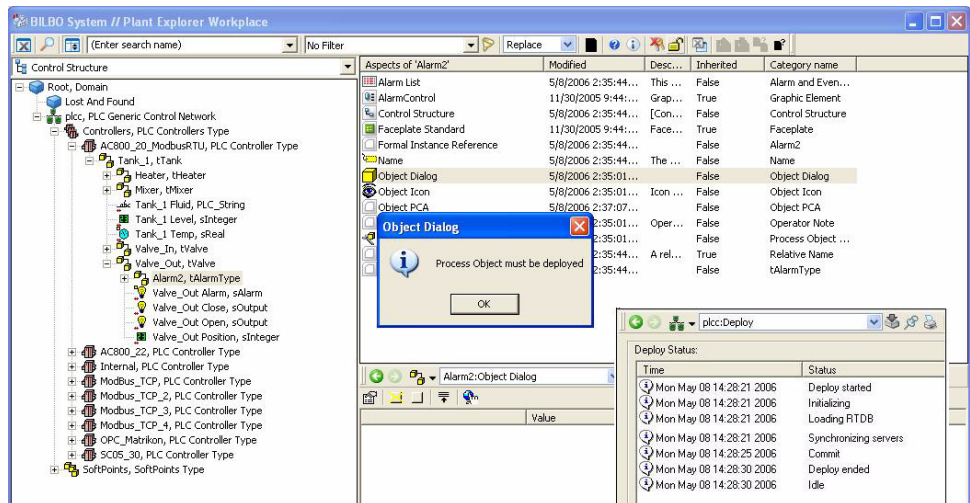 BILBO System // Plant Explorer Workplace
(Enter search name) No Filter Replace
Control Structure
Root, Domain
Lost And Found
plcc, PLC Generic Control Network
Controllers, PLC Controllers Type
AC800_20_ModbusRTU, PLC Controller Type
Tank_1, tTank
Heater, tHeater
Mixer, tMixer
abc Tank_1 Fluid, PLC_String
Tank_1 Level, sInteger
Tank_1 Temp, sReal
Valve_In, tValve
Valve_Out, tValve
Alarm2, tAlarmType
Valve_Out Alarm, sAlarm
Valve_Out Close, sOutput
Valve_Out Open, sOutput
Valve_Out Position, sInteger
AC800_22, PLC Controller Type
Internal, PLC Controller Type
ModBus_TCP, PLC Controller Type
Modbus_TCP_2, PLC Controller Type
Modbus_TCP_3, PLC Controller Type
Modbus_TCP_4, PLC Controller Type
OPC_Matrikon, PLC Controller Type
SC05_30, PLC Controller Type
SoftPoints, SoftPoints Type
Aspects of 'Alarm2' Modified Desc... Inherited Category name
Alarm List 5/8/2006 2:35:44... This ... False Alarm and Even...
AlarmControl 11/30/2005 9:44:... Grap... True Graphic Element
Control Structure 5/8/2006 2:35:44... [Con... False Control Structure
Faceplate Standard 11/30/2005 9:44:... Face... True Faceplate
Formal Instance Reference 5/8/2006 2:35:44... False Alarm2
Name 5/8/2006 2:35:44... The ... False Name
Object Dialog 5/8/2006 2:35:01... False Object Dialog
Object Icon 5/8/2006 2:35:01... Icon ... False Object Icon
Object PCA 5/8/2006 2:37:07... False Object PCA
2:35:01... Oper... False Operator Note
2:35:01... False Process Object ...
2:35:44... A rel... True Relative Name
2:35:44... False tAlarmType
Object Dialog
Process Object must be deployed
OK
Alarm2:Object Dialog
Value
plcc:Deploy
Deploy Status:
Time Status
Mon May 08 14:28:21 2006 Deploy started
Mon May 08 14:28:21 2006 Initializing
Mon May 08 14:28:21 2006 Loading RTDB
Mon May 08 14:28:21 2006 Synchronizing servers
Mon May 08 14:28:25 2006 Commit
Mon May 08 14:28:30 2006 Deploy ended
Mon May 08 14:28:30 2006 Idle